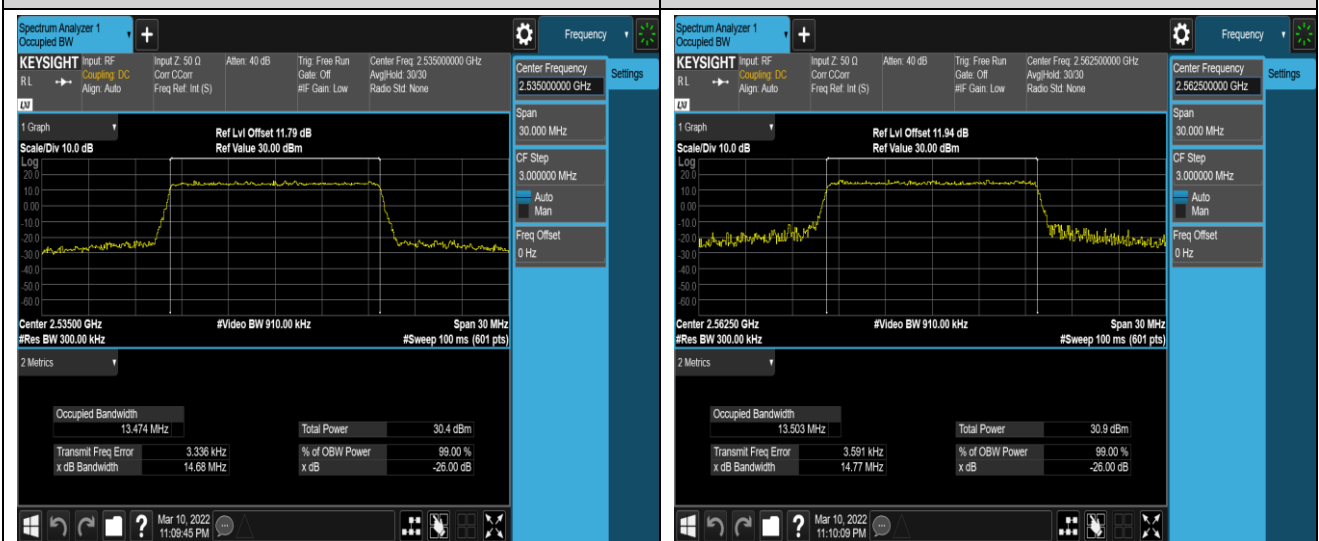 Spectrum Analyzer 1
Occupied BW
+
Frequency
KEYSIGHT Input: RF Input Z: 50 Ω Atten: 40 dB Trig: Free Run Center Freq: 2.535000000 GHz
RL Coupling: DC Corr CCorr Gate: Off Avg|Hold: 30/30
Align: Auto Freq Ref: Int (S) #IF Gain: Low Radio Std: None
LXI
Center Frequency
2.535000000 GHz
Settings
Span
30.000 MHz
CF Step
3.000000 MHz
Auto
Man
Freq Offset
0 Hz
1 Graph
Ref Lvl Offset 11.79 dB
Scale/Div 10.0 dB Ref Value 30.00 dBm
Log
20.0
10.0
0.00
-10.0
-20.0
-30.0
-40.0
-50.0
-60.0
Center 2.53500 GHz #Video BW 910.00 kHz Span 30 MHz
#Res BW 300.00 kHz #Sweep 100 ms (601 pts)
2 Metrics
Occupied Bandwidth
13.474 MHz Total Power 30.4 dBm
Transmit Freq Error 3.336 kHz % of OBW Power 99.00 %
x dB Bandwidth 14.68 MHz x dB -26.00 dB
? Mar 10, 2022
11:09:45 PM
Spectrum Analyzer 1
Occupied BW
+
Frequency
KEYSIGHT Input: RF Input Z: 50 Ω Atten: 40 dB Trig: Free Run Center Freq: 2.562500000 GHz
RL Coupling: DC Corr CCorr Gate: Off Avg|Hold: 30/30
Align: Auto Freq Ref: Int (S) #IF Gain: Low Radio Std: None
LXI
Center Frequency
2.562500000 GHz
Settings
Span
30.000 MHz
CF Step
3.000000 MHz
Auto
Man
Freq Offset
0 Hz
1 Graph
Ref Lvl Offset 11.94 dB
Scale/Div 10.0 dB Ref Value 30.00 dBm
Log
20.0
10.0
0.00
-10.0
-20.0
-30.0
-40.0
-50.0
-60.0
Center 2.56250 GHz #Video BW 910.00 kHz Span 30 MHz
#Res BW 300.00 kHz #Sweep 100 ms (601 pts)
2 Metrics
Occupied Bandwidth
13.503 MHz Total Power 30.9 dBm
Transmit Freq Error 3.591 kHz % of OBW Power 99.00 %
x dB Bandwidth 14.77 MHz x dB -26.00 dB
? Mar 10, 2022
11:10:09 PM